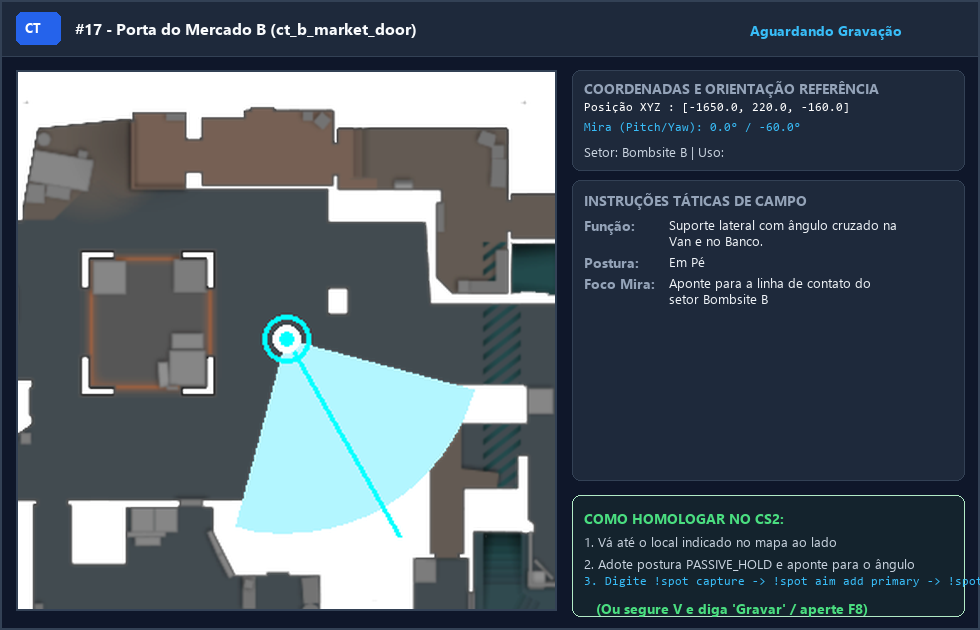 CT
#17 - Porta do Mercado B (ct_b_market_door)
Aguardando Gravação
COORDENADAS E ORIENTAÇÃO REFERÊNCIA
Posição XYZ : [-1650.0, 220.0, -160.0]
Mira (Pitch/Yaw): 0.0° / -60.0°
Setor: Bombsite B | Uso:
INSTRUÇÕES TÁTICAS DE CAMPO
Função: Suporte lateral com ângulo cruzado na
Van e no Banco.
Postura: Em Pé
Foco Mira: Aponte para a linha de contato do
setor Bombsite B
COMO HOMOLOGAR NO CS2:
1. Vá até o local indicado no mapa ao lado
2. Adote postura PASSIVE_HOLD e aponte para o ângulo
3. Digite !spot capture -> !spot aim add primary -> !spot
(Ou segure V e diga 'Gravar' / aperte F8)